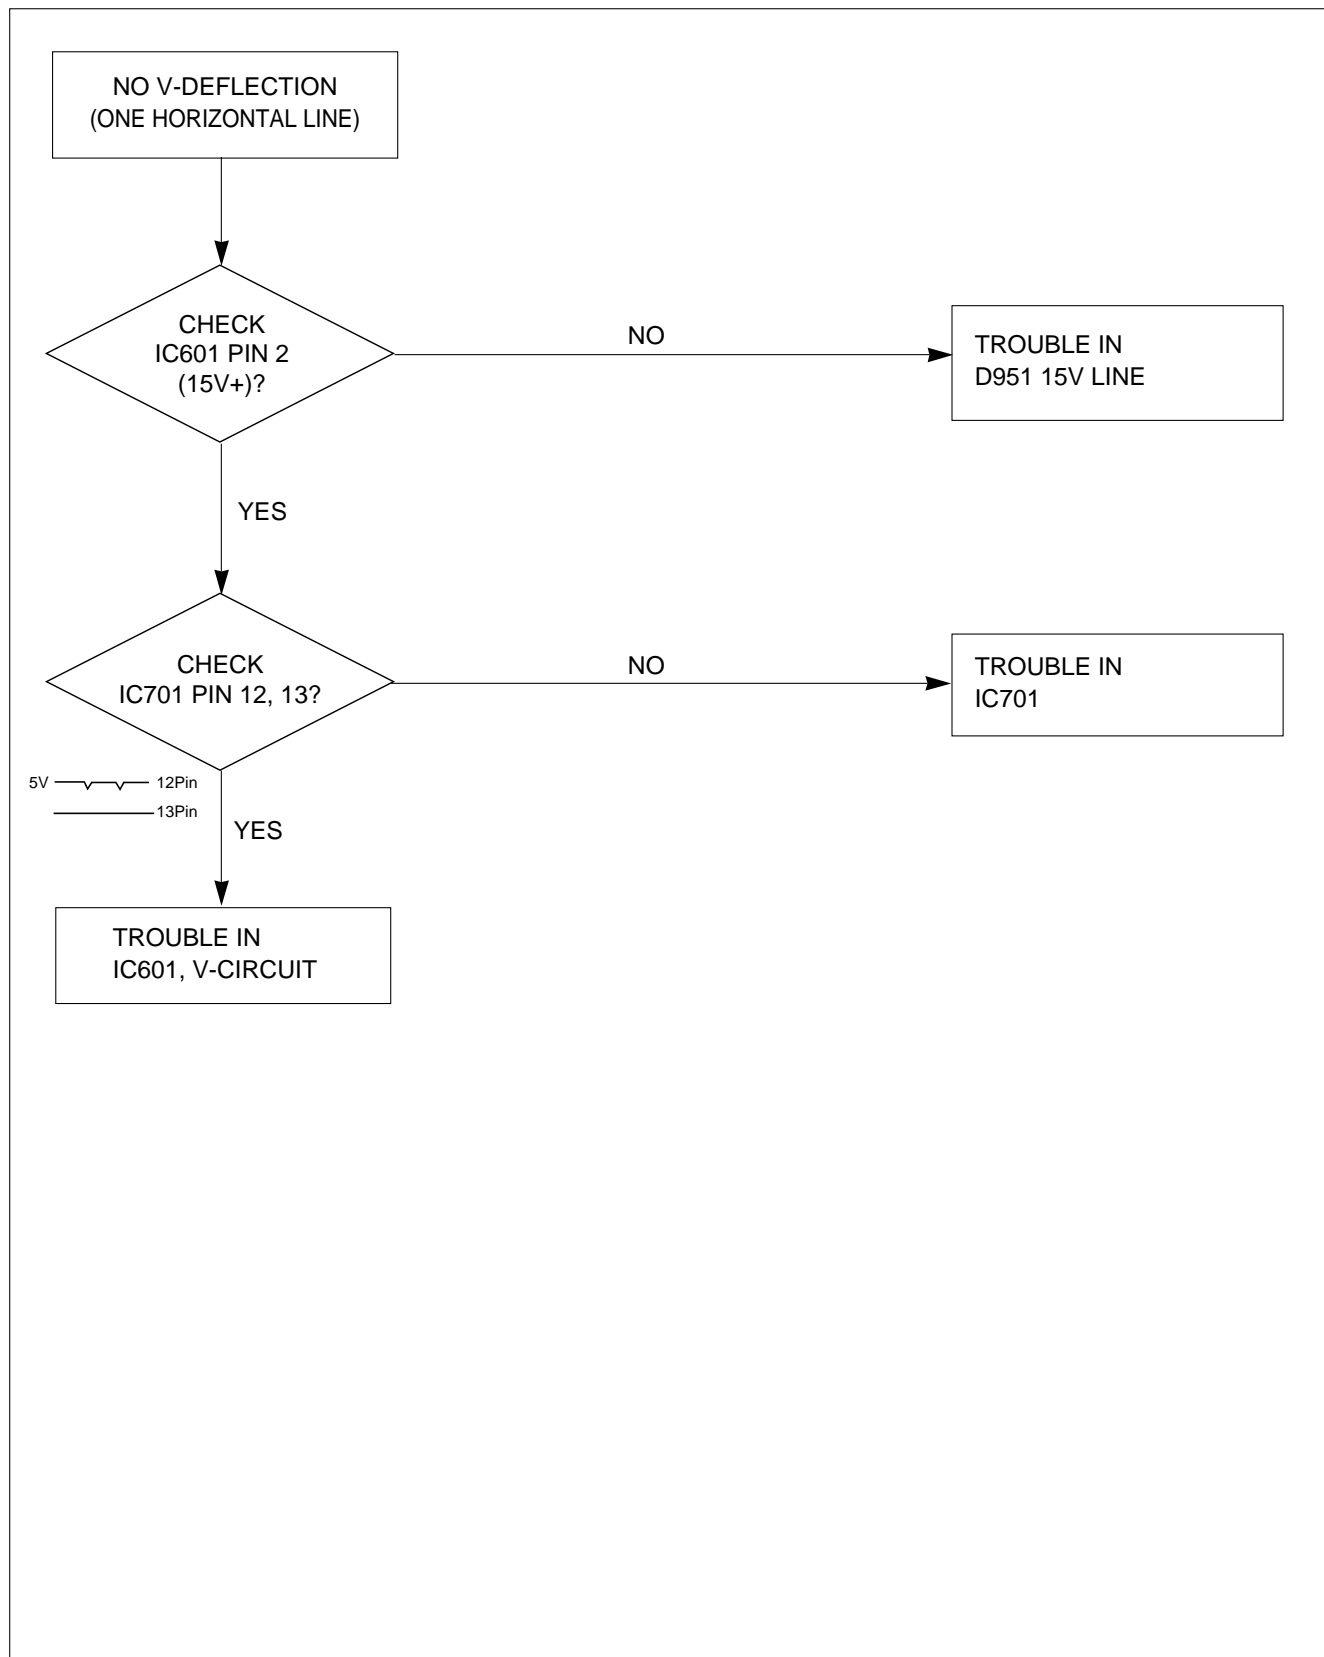 NO V-DEFLECTION
(ONE HORIZONTAL LINE)
CHECK
IC601 PIN 2
(15V+)?
NO
TROUBLE IN
D951 15V LINE
YES
CHECK
IC701 PIN 12, 13?
NO
TROUBLE IN
IC701
5V 12Pin
13Pin
YES
TROUBLE IN
IC601, V-CIRCUIT